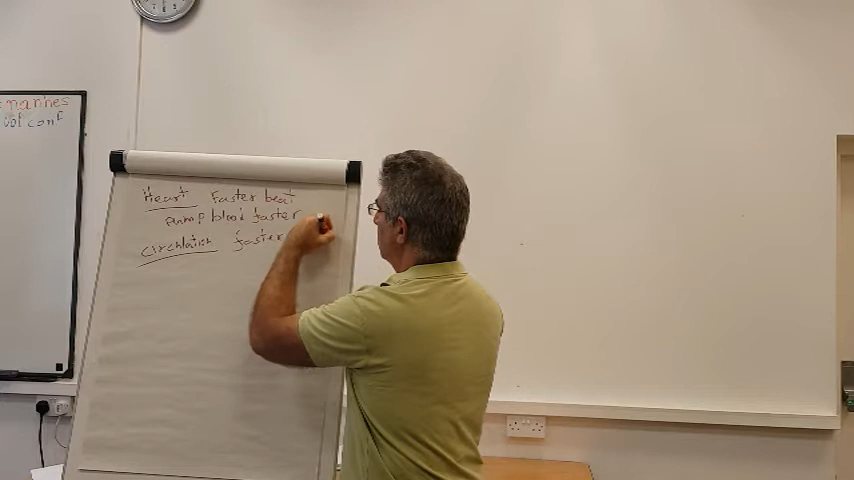 Heart Faster beat
Pump blood faster
Circulation faster